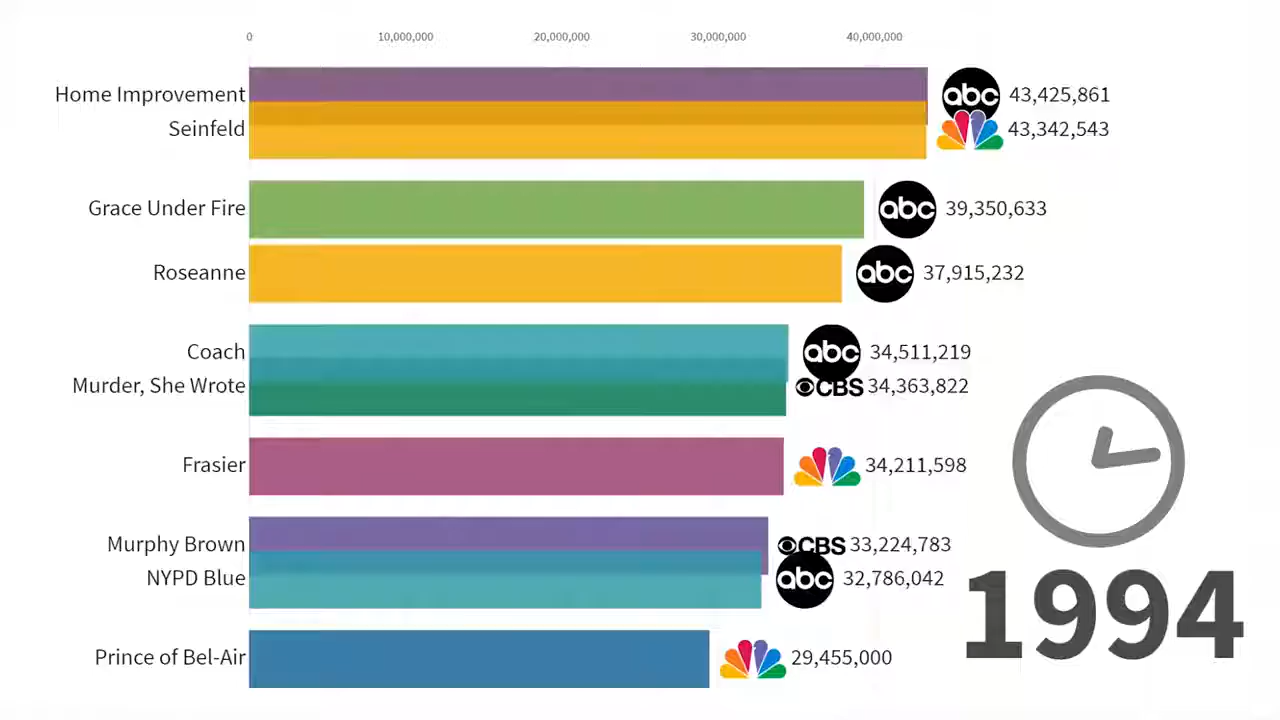 0 10,000,000 20,000,000 30,000,000 40,000,000
Home Improvement abc 43,425,861
Seinfeld 43,342,543
Grace Under Fire abc 39,350,633
Roseanne abc 37,915,232
Coach abc 34,511,219
Murder, She Wrote CBS 34,363,822
Frasier 34,211,598
Murphy Brown CBS 33,224,783
NYPD Blue abc 32,786,042
Prince of Bel-Air 29,455,000
1994